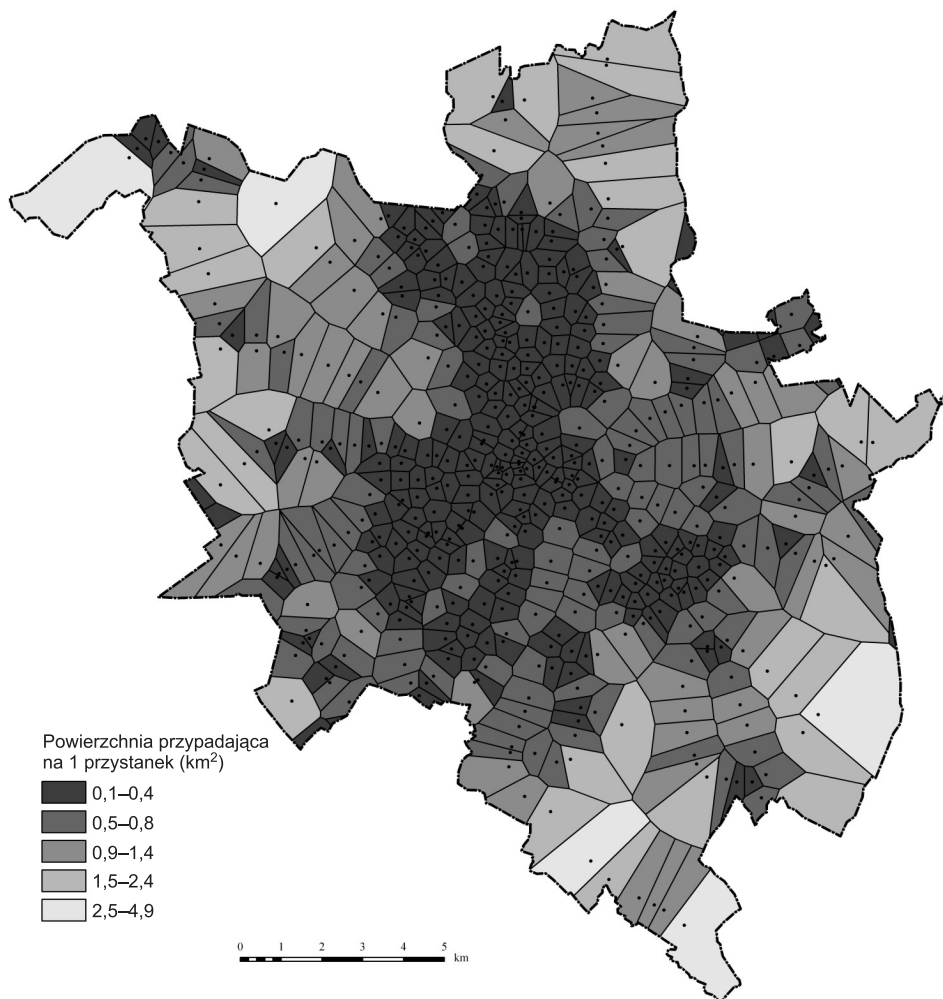 Powierzchnia przypadająca
na 1 przystanek (km²)
0,1–0,4
0,5–0,8
0,9–1,4
1,5–2,4
2,5–4,9
0 1 2 3 4 5
km